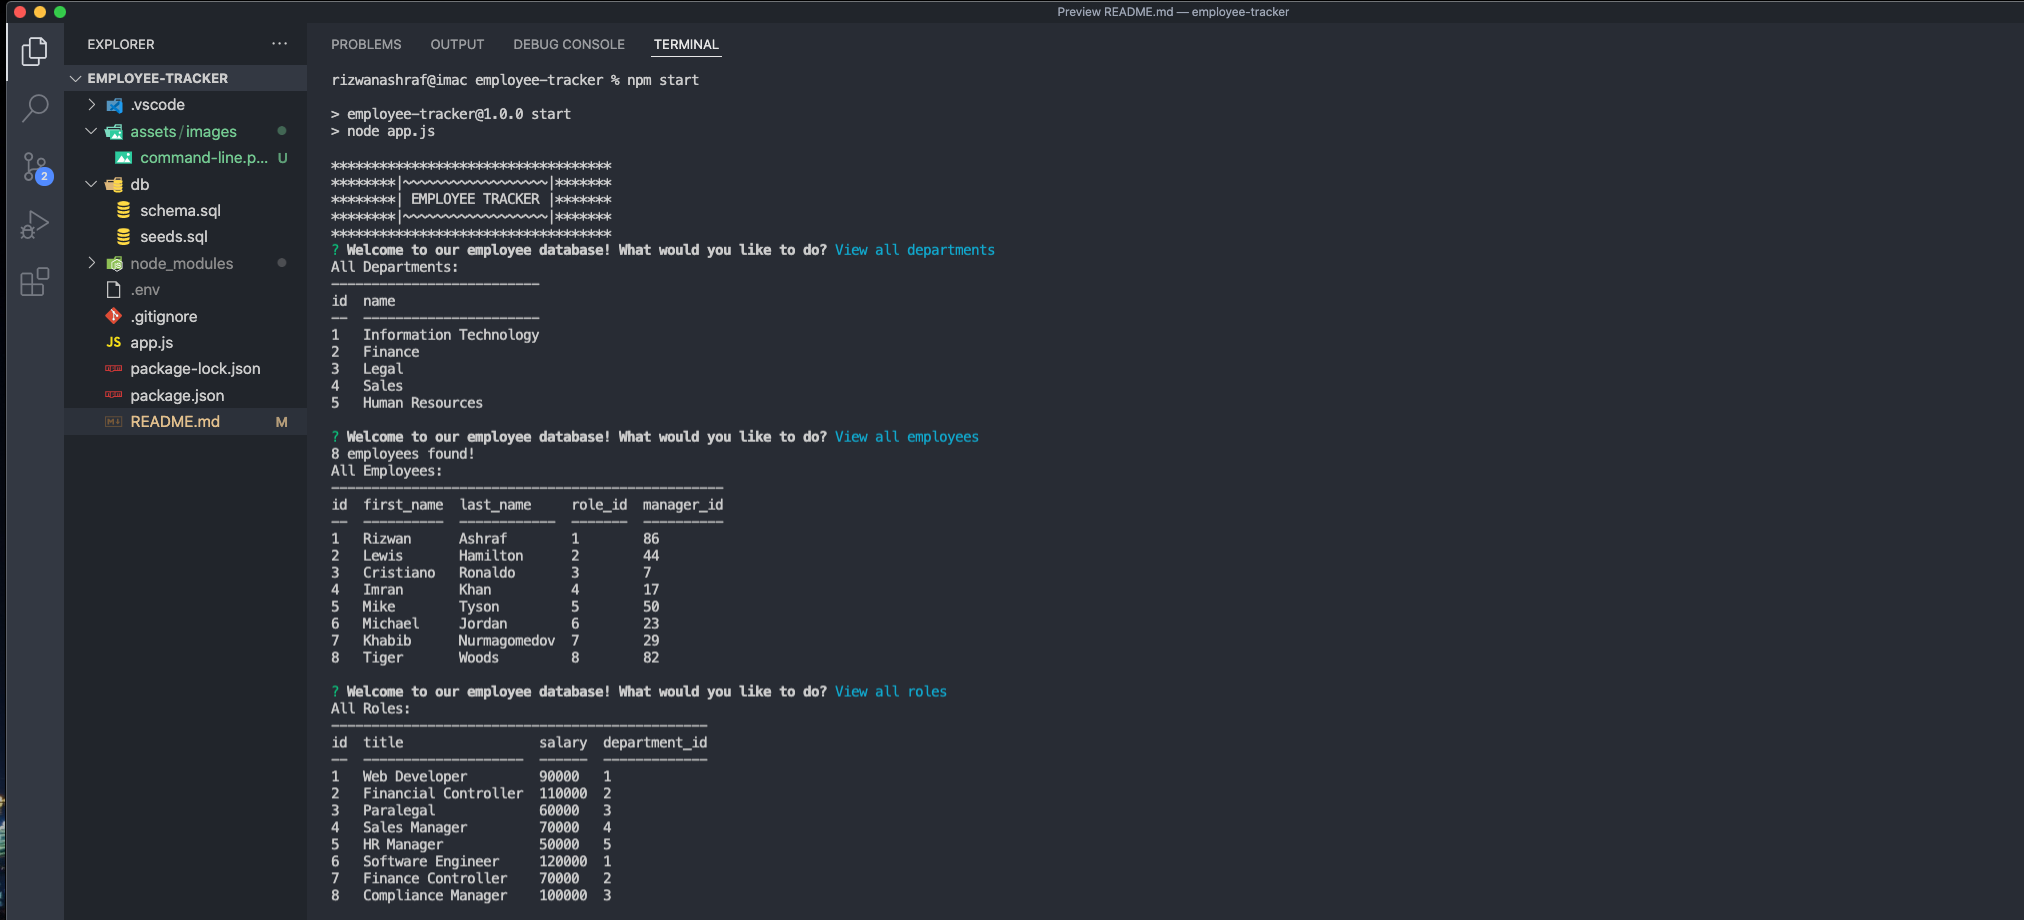 Preview README.md — employee-tracker
EXPLORER ···
EMPLOYEE-TRACKER
.vscode
assets/images
command-line.p... U
db
schema.sql
2
seeds.sql
node_modules
.env
.gitignore
JS app.js
package-lock.json
package.json
README.md M
PROBLEMS OUTPUT DEBUG CONSOLE TERMINAL
rizwanashraf@imac employee-tracker % npm start
> employee-tracker@1.0.0 start
> node app.js
***********************************
********|~~~~~~~~~~~~~~~~~~|*******
********| EMPLOYEE TRACKER |*******
********|~~~~~~~~~~~~~~~~~~|*******
***********************************
? Welcome to our employee database! What would you like to do? View all departments
All Departments:
--------------------------
id  name
--  ----------------------
1   Information Technology
2   Finance
3   Legal
4   Sales
5   Human Resources
? Welcome to our employee database! What would you like to do? View all employees
8 employees found!
All Employees:
-------------------------------------------------
id  first_name  last_name     role_id  manager_id
--  ----------  ------------  -------  ----------
1   Rizwan      Ashraf        1        86
2   Lewis       Hamilton      2        44
3   Cristiano   Ronaldo       3        7
4   Imran       Khan          4        17
5   Mike        Tyson         5        50
6   Michael     Jordan        6        23
7   Khabib      Nurmagomedov  7        29
8   Tiger       Woods         8        82
? Welcome to our employee database! What would you like to do? View all roles
All Roles:
-----------------------------------------------
id  title                 salary  department_id
--  --------------------  ------  -------------
1   Web Developer         90000   1
2   Financial Controller  110000  2
3   Paralegal             60000   3
4   Sales Manager         70000   4
5   HR Manager            50000   5
6   Software Engineer     120000  1
7   Finance Controller    70000   2
8   Compliance Manager    100000  3